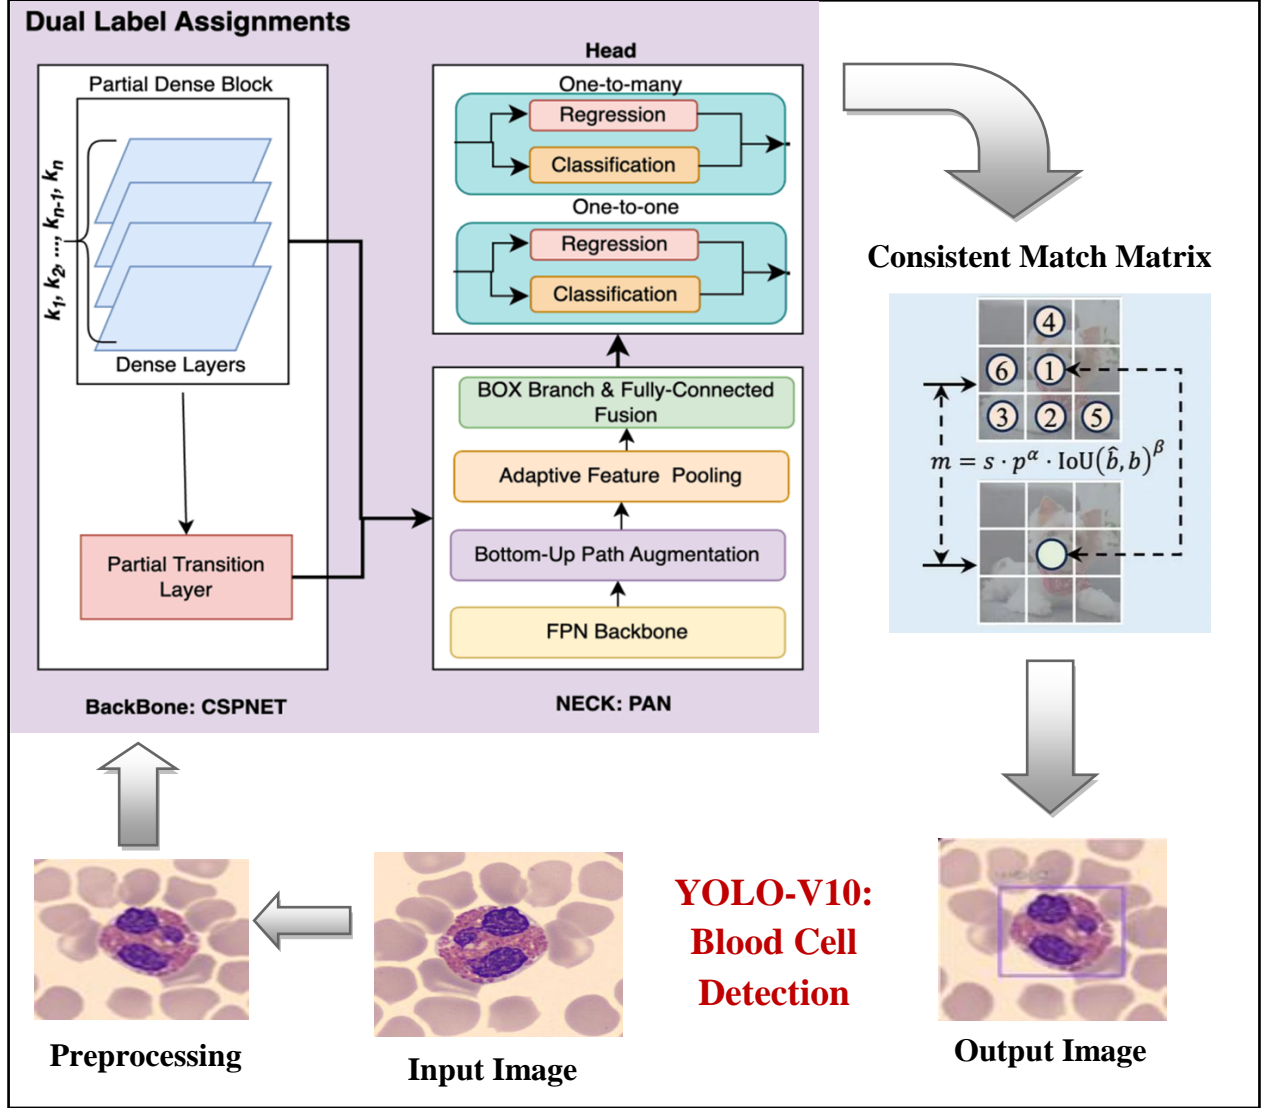 Dual Label Assignments
Partial Dense Block
k1, k2, ..., kn-1, kn
Dense Layers
Partial Transition
Layer
BackBone: CSPNET
Head
One-to-many
Regression
Classification
One-to-one
Regression
Classification
BOX Branch & Fully-Connected
Fusion
Adaptive Feature Pooling
Bottom-Up Path Augmentation
FPN Backbone
NECK: PAN
Consistent Match Matrix
4
6 1
3 2 5
m = s · p^α · IoU(b̂, b)^β
Preprocessing
Input Image
YOLO-V10:
Blood Cell
Detection
Output Image